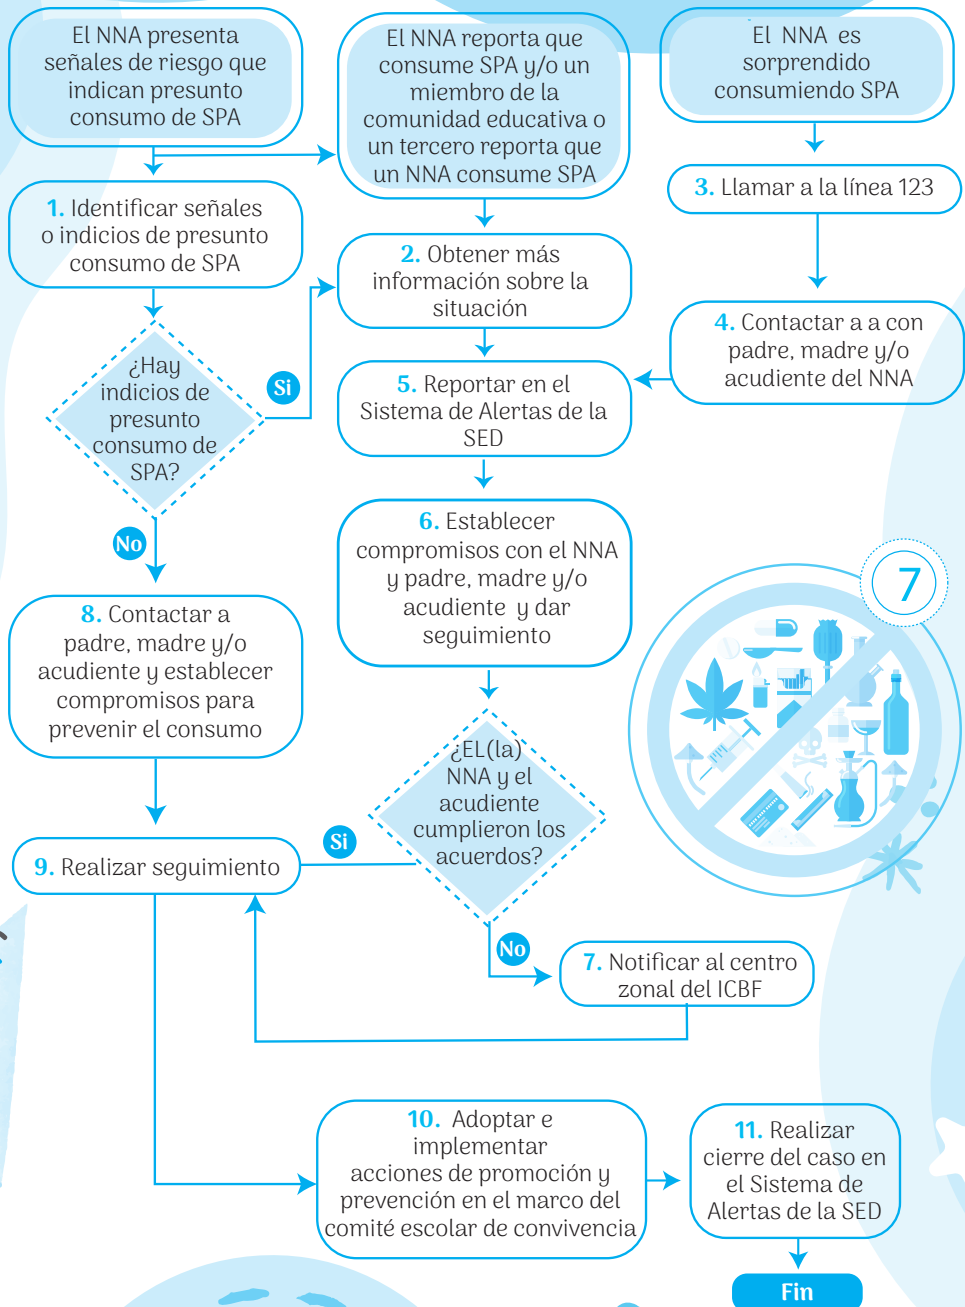 El NNA presenta
señales de riesgo que
indican presunto
consumo de SPA
El NNA reporta que
consume SPA y/o un
miembro de la
comunidad educativa o
un tercero reporta que
un NNA consume SPA
El NNA es
sorprendido
consumiendo SPA
1. Identificar señales
o indicios de presunto
consumo de SPA
3. Llamar a la línea 123
2. Obtener más
información sobre la
situación
4. Contactar a a con
padre, madre y/o
acudiente del NNA
¿Hay
indicios de
presunto
consumo de
SPA?
Si
5. Reportar en el
Sistema de Alertas de la
SED
No
6. Establecer
compromisos con el NNA
y padre, madre y/o
acudiente y dar
seguimiento
7
8. Contactar a
padre, madre y/o
acudiente y establecer
compromisos para
prevenir el consumo
¿EL(la)
NNA y el
acudiente
cumplieron los
acuerdos?
Si
9. Realizar seguimiento
No
7. Notificar al centro
zonal del ICBF
10. Adoptar e
implementar
acciones de promoción y
prevención en el marco del
comité escolar de convivencia
11. Realizar
cierre del caso en
el Sistema de
Alertas de la SED
Fin